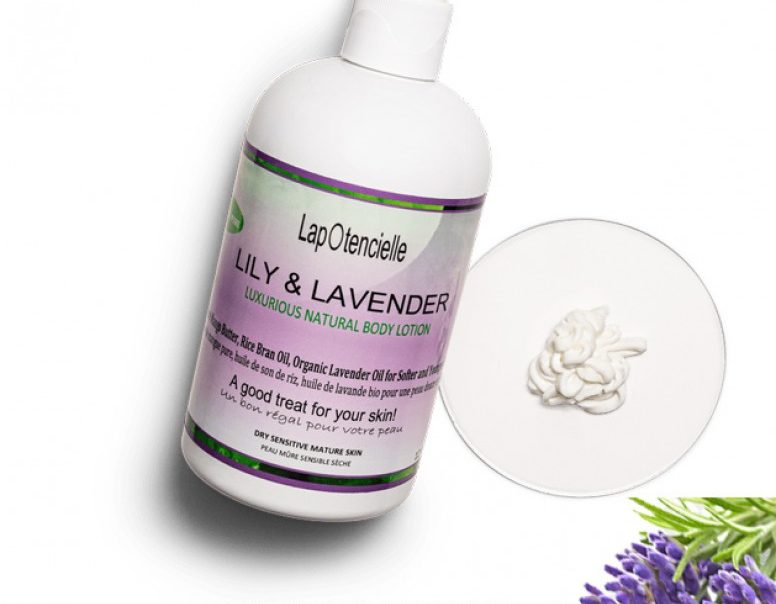 LapOtencielle
LILY & LAVENDER
LUXURIOUS NATURAL BODY LOTION
Butter, Rice Bran Oil, Organic Lavender Oil for Softer and
pure, huile de son de riz, huile de lavande bio pour une peau
A good treat for your skin!
un bon régal pour votre peau
DRY SENSITIVE MATURE SKIN
PEAU MÛRE SENSIBLE SÈCHE